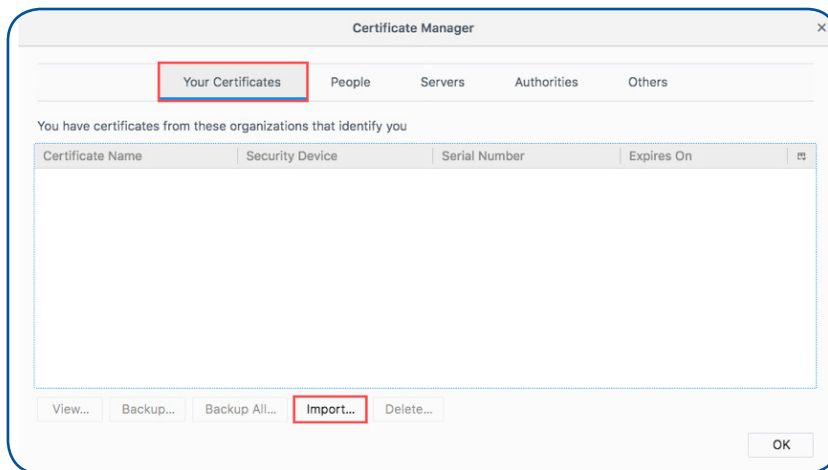 Certificate Manager
Your Certificates People Servers Authorities Others
You have certificates from these organizations that identify you
Certificate Name Security Device Serial Number Expires On
View... Backup... Backup All... Import... Delete...
OK